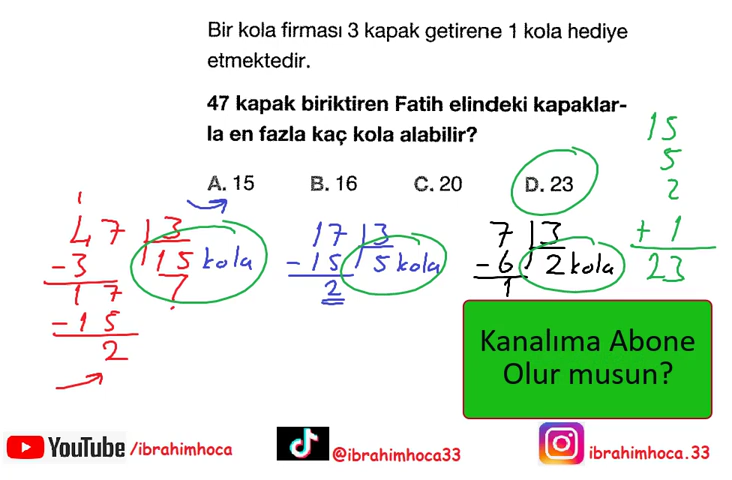 Bir kola firması 3 kapak getirene 1 kola hediye
etmektedir.
47 kapak biriktiren Fatih elindeki kapaklar-
la en fazla kaç kola alabilir?
A. 15 B. 16 C. 20 D. 23
15
5
2
+ 1
23
1
47 3
-3 15 kola
17
-15
2
17 3
-15 5 kola
2
7 3
-6 2 kola
1
Kanalıma Abone
Olur musun?
YouTube /ibrahimhoca
@ibrahimhoca33
ibrahimhoca.33